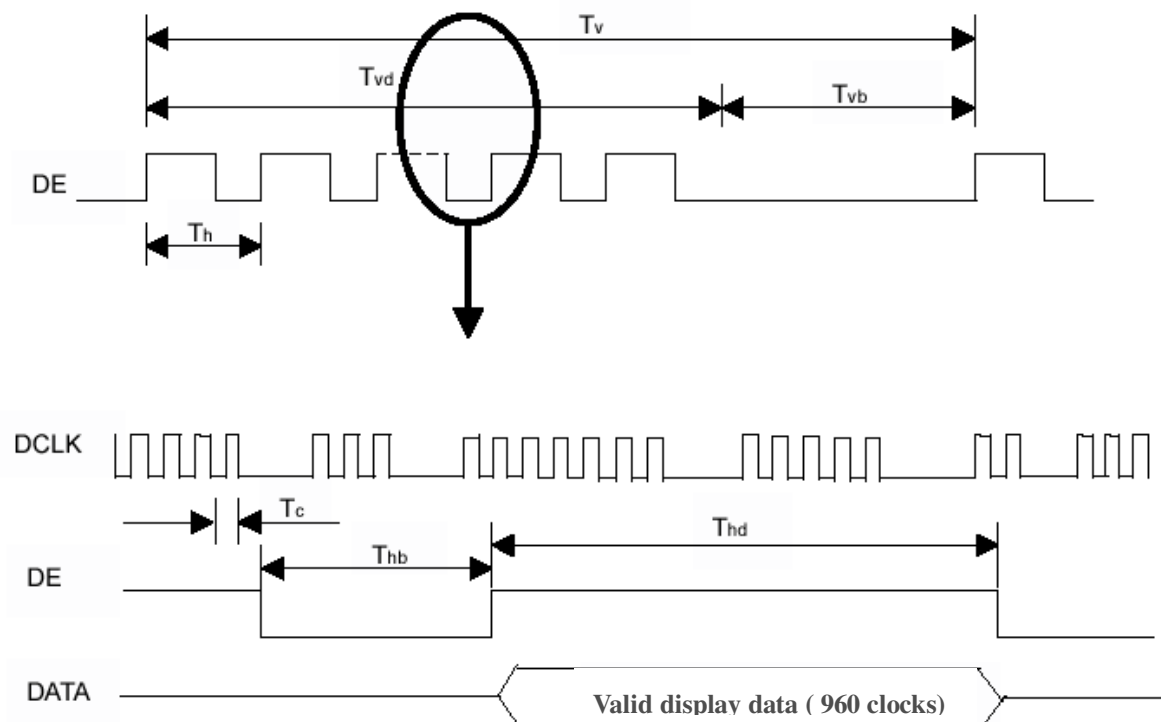 Tv
Tvd
Tvb
DE
Th
DCLK
Tc
Thd
Thb
DE
DATA
Valid display data ( 960 clocks)